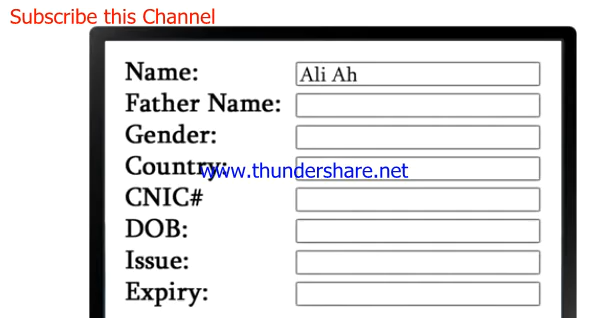 Subscribe this Channel
Name: Ali Ah
Father Name:
Gender:
Country: www.thundershare.net
CNIC#
DOB:
Issue:
Expiry: